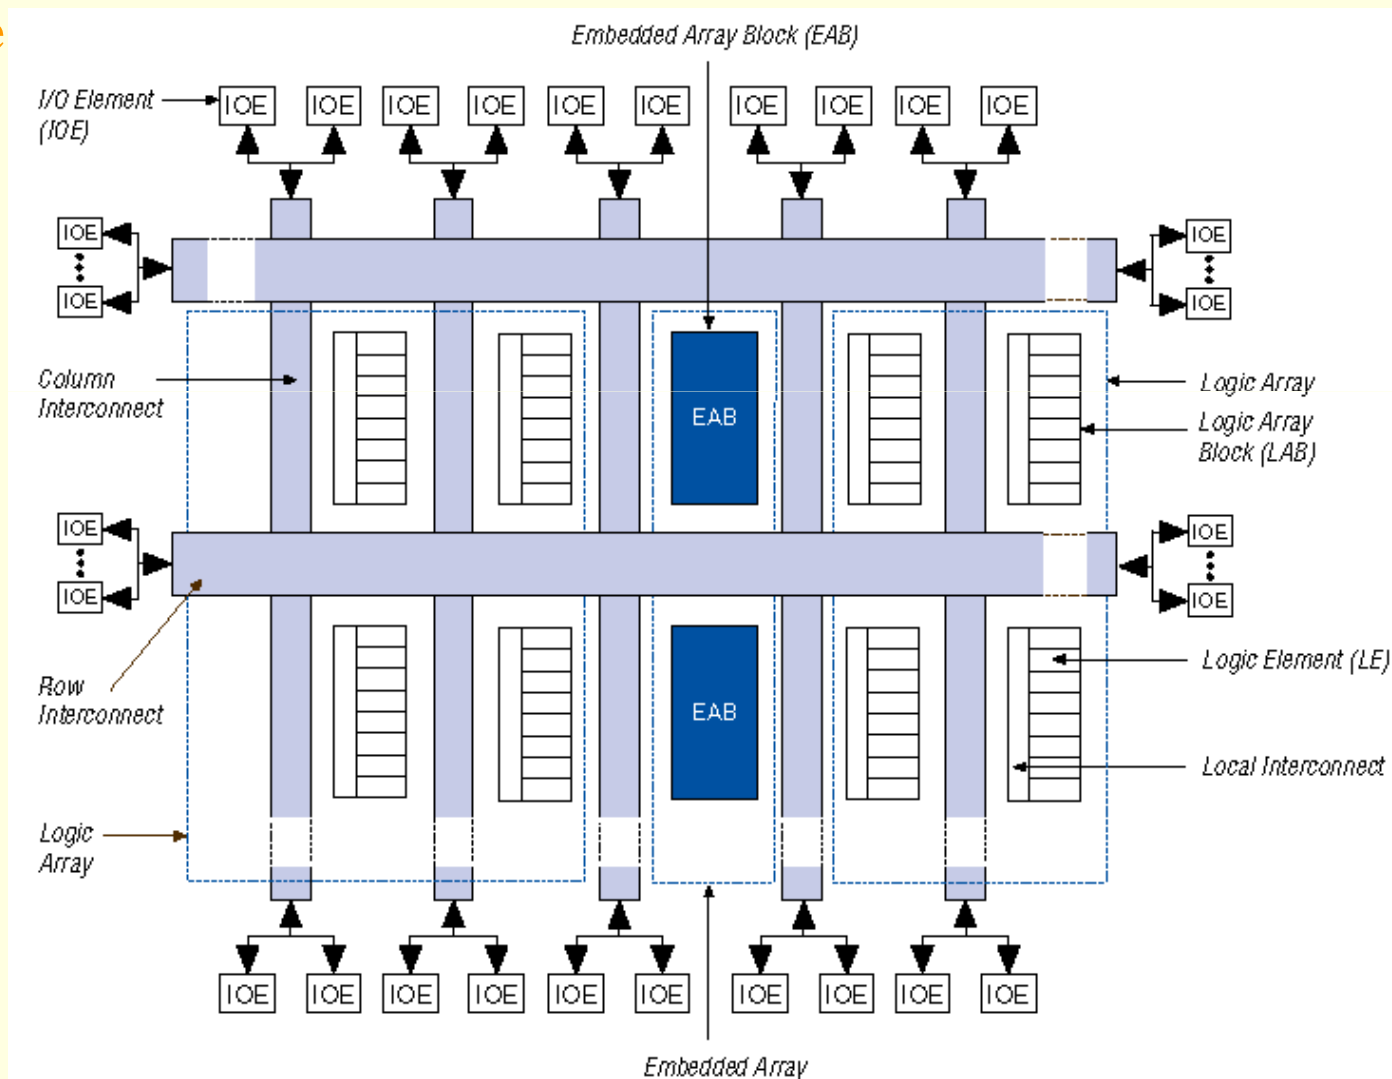 e
Embedded Array Block (EAB)
I/O Element
(IOE)
IOE IOE IOE IOE IOE IOE IOE IOE IOE IOE
IOE
IOE
IOE
IOE
Column
Interconnect
EAB
Logic Array
Logic Array
Block (LAB)
IOE
IOE
IOE
IOE
Row
Interconnect
EAB
Logic Element (LE)
Local Interconnect
Logic
Array
IOE IOE IOE IOE IOE IOE IOE IOE IOE IOE
Embedded Array